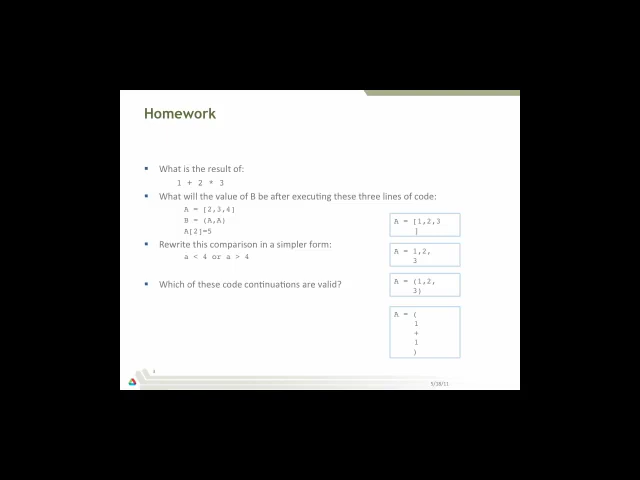 Homework
What is the result of:
1 + 2 * 3
What will the value of B be after executing these three lines of code:
A = [2,3,4]
B = (A,A)
A[2]=5
Rewrite this comparison in a simpler form:
a < 4 or a > 4
Which of these code continuations are valid?
A = [1,2,3
]
A = 1,2,
3
A = (1,2,
3)
A = (
1
+
1
)
4
5/18/11